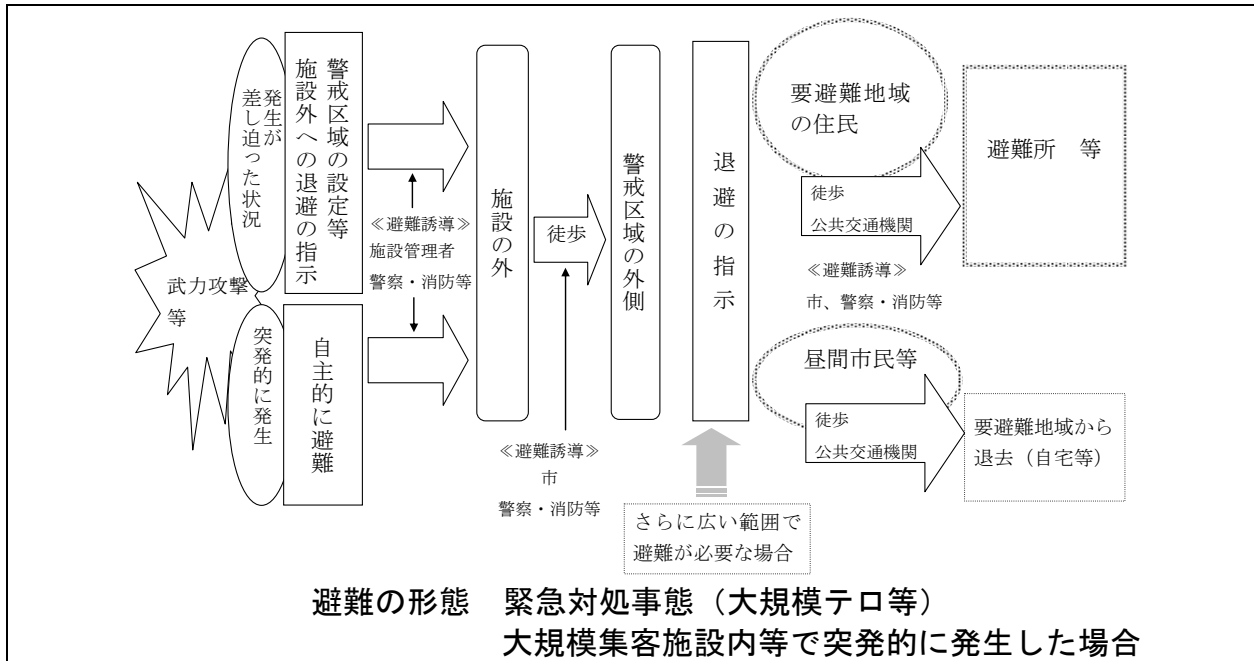 武力攻撃
等
発生が
差し迫った状況
警戒区域の設定等
施設外への退避の指示
突発的に発生
自主的に避難
≪避難誘導≫
施設管理者
警察・消防等
施設の外
徒歩
≪避難誘導≫
市
警察・消防等
警戒区域の外側
退避の指示
さらに広い範囲で
避難が必要な場合
要避難地域
の住民
徒歩
公共交通機関
≪避難誘導≫
市、警察・消防等
避難所　等
昼間市民等
徒歩
公共交通機関
要避難地域から
退去（自宅等）
避難の形態　緊急対処事態（大規模テロ等）
大規模集客施設内等で突発的に発生した場合